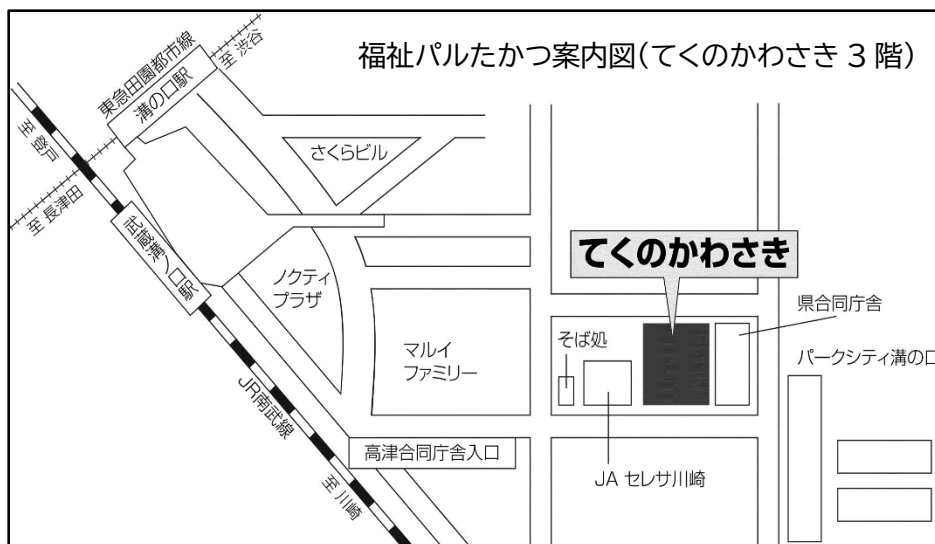 福祉パルたかつ案内図(てくのかわさき 3 階)
東急田園都市線
溝の口駅
至 渋谷
至 登戸
至 長津田
武蔵溝ノ口駅
さくらビル
ノクティ
プラザ
マルイ
ファミリー
てくのかわさき
県合同庁舎
そば処
パークシティ溝の口
JR南武線
高津合同庁舎入口
JA セレサ川崎
至 川崎